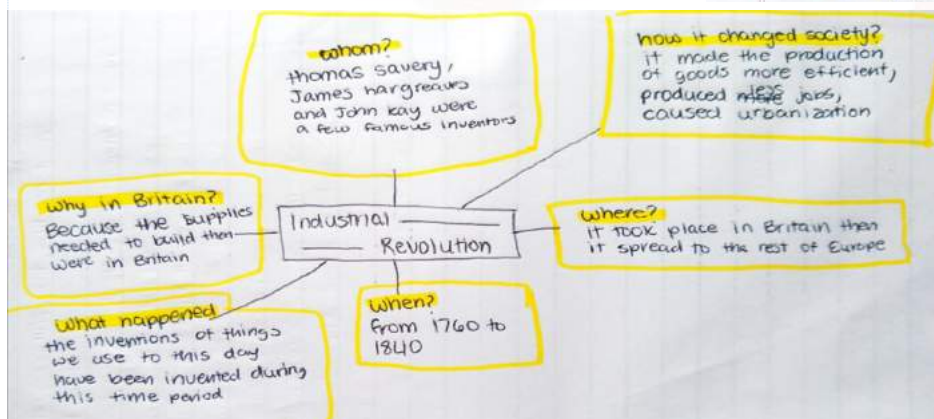 whom?
thomas savery,
James hargreaves
and John kay were
a few famous inventors
how it changed society?
it made the production
of goods more efficient,
produced less jobs,
caused urbanization
why in Britain?
Because the supplies
needed to build then
were in Britain
Industrial
Revolution
where?
it took place in Britain then
it spread to the rest of Europe
what happened
the inventions of things
we use to this day
have been invented during
this time period
when?
from 1760 to
1840